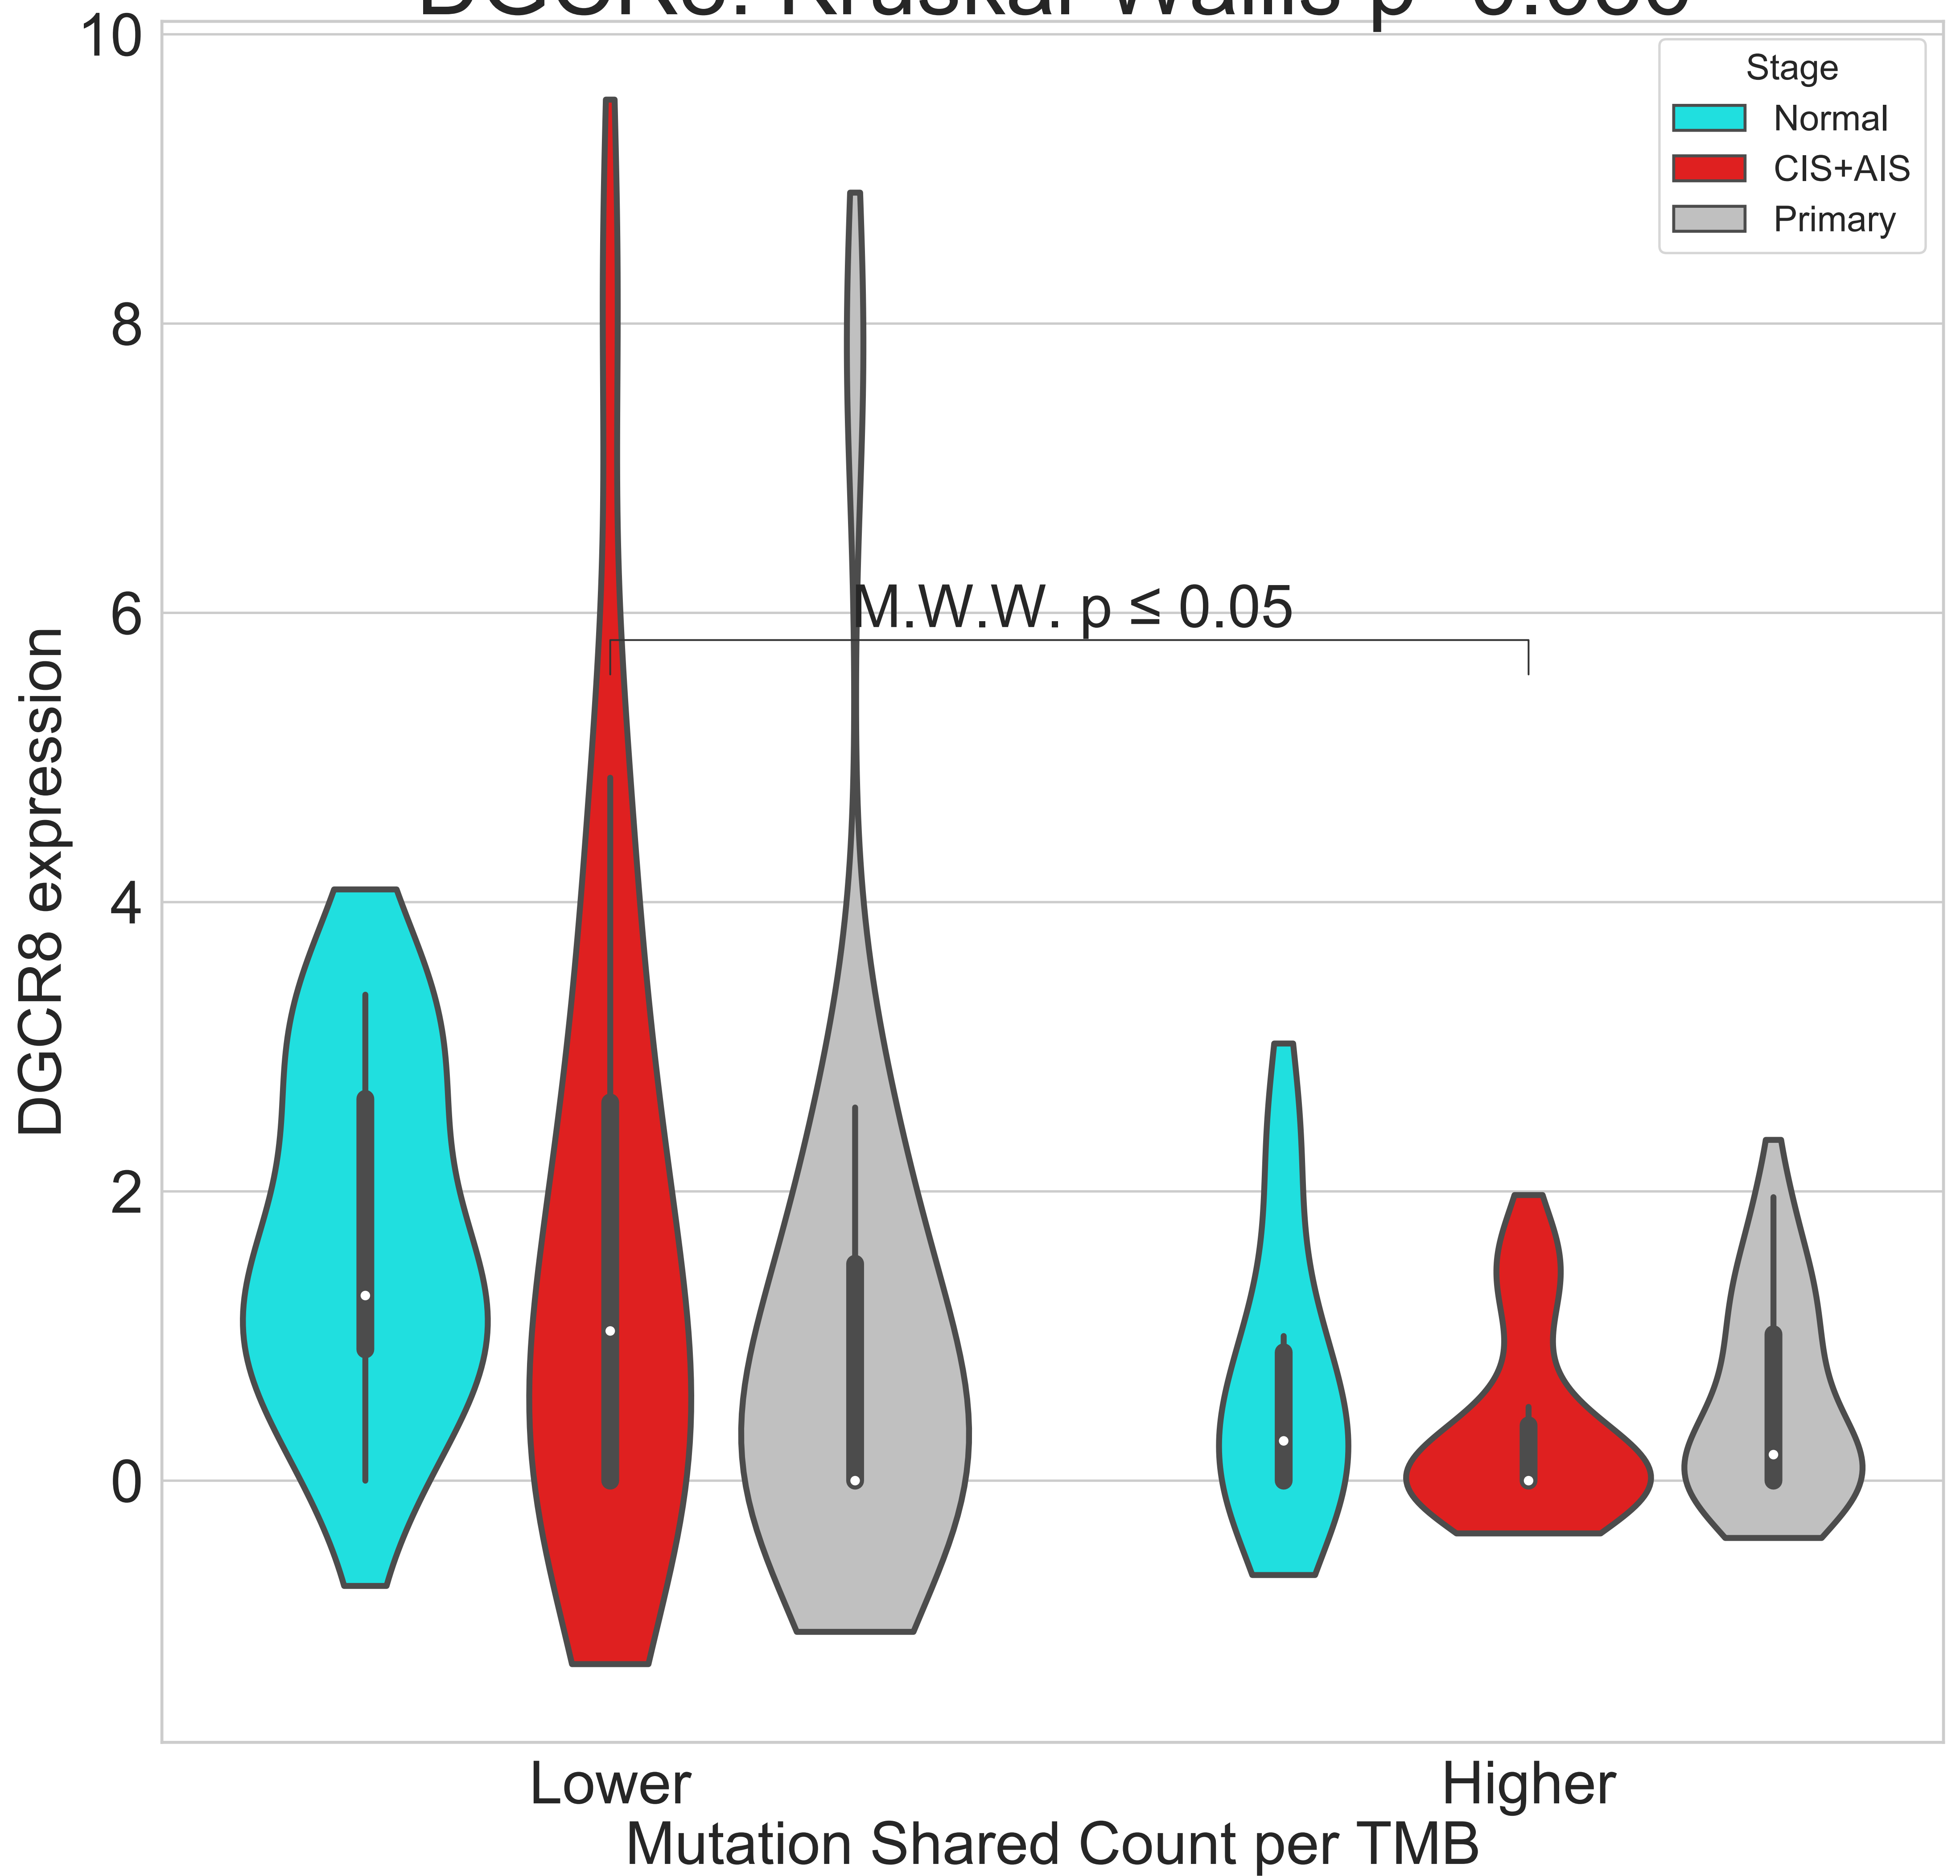 10
Stage
Normal
CIS+AIS
Primary
8
6
M.W.W. p ≤ 0.05
4
2
0
DGCR8 expression
Lower
Higher
Mutation Shared Count per TMB